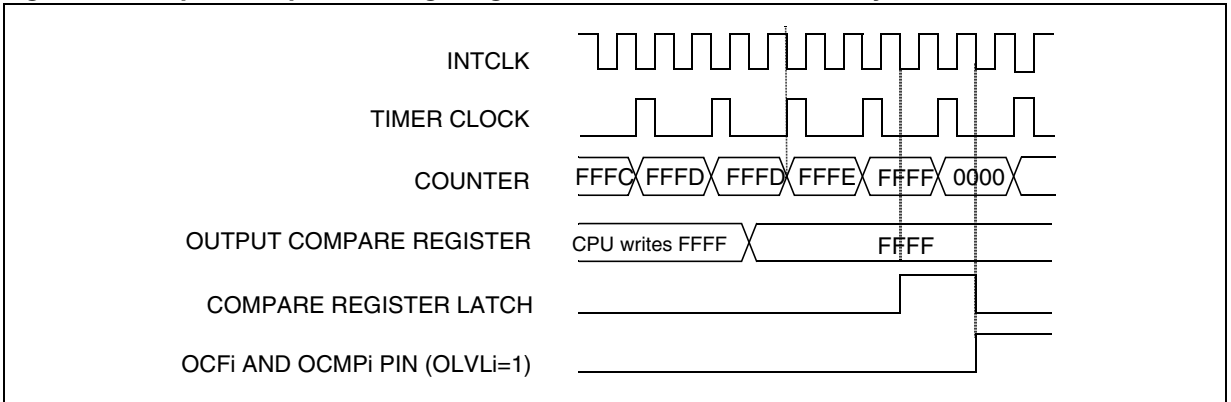 INTCLK
TIMER CLOCK
COUNTER FFFC FFFD FFFD FFFE FFFF 0000
OUTPUT COMPARE REGISTER CPU writes FFFF FFFF
COMPARE REGISTER LATCH
OCFi AND OCMPi PIN (OLVLi=1)